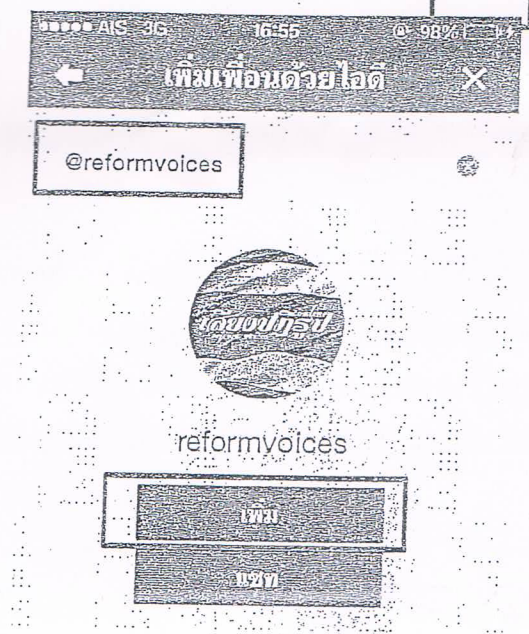 AIS 3G 16:55 98%
เพิ่มเพื่อนด้วยไอดี
@reformvoices
เสียงปฏิรูป
reformvoices
เพิ่ม
แชท